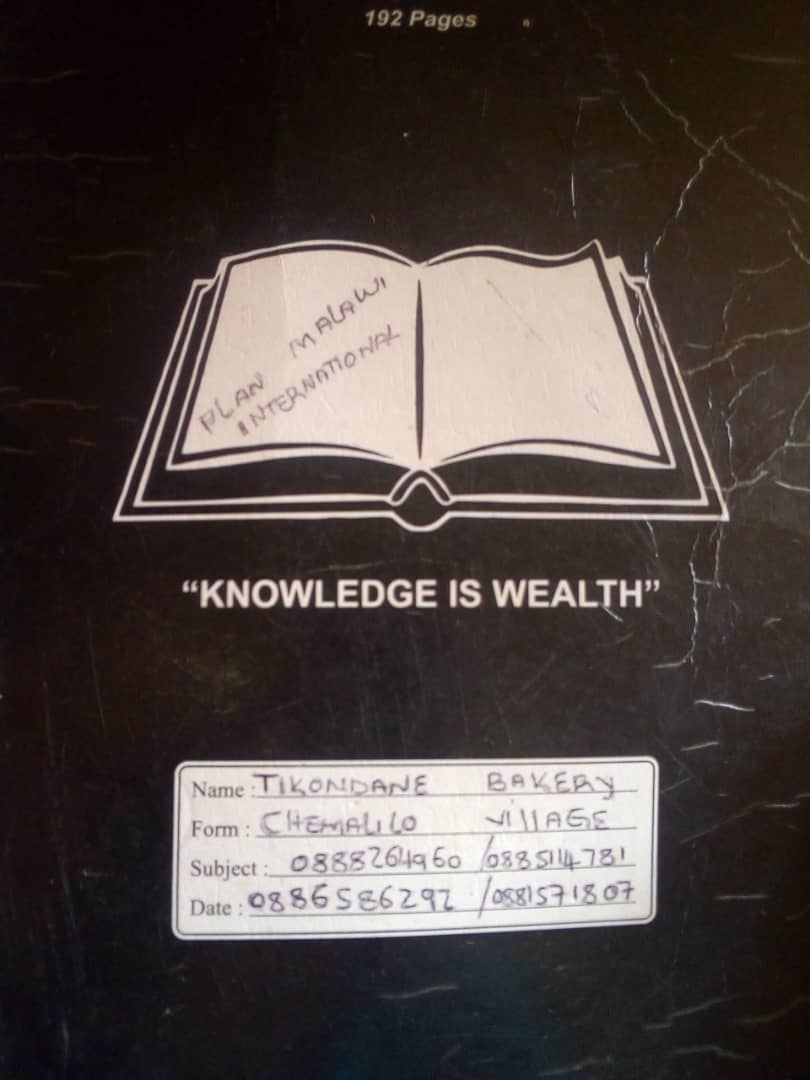 192 Pages
PLAN MALAWI
INTERNATIONAL
“KNOWLEDGE IS WEALTH”
Name : TIKONDANE BAKERY
Form : CHEMALILO VILLAGE
Subject : 0888264960 /0885114781
Date : 0886586292 /0881571807